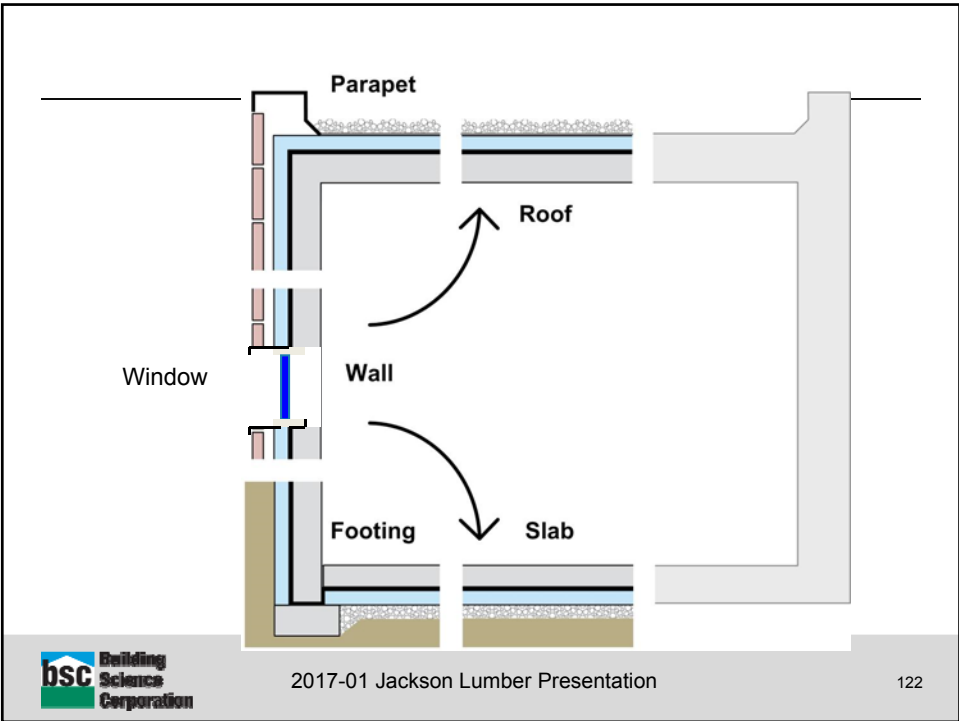 Parapet
Roof
Window
Wall
Footing
Slab
bsc
Building
Science
Corporation
2017-01 Jackson Lumber Presentation
122